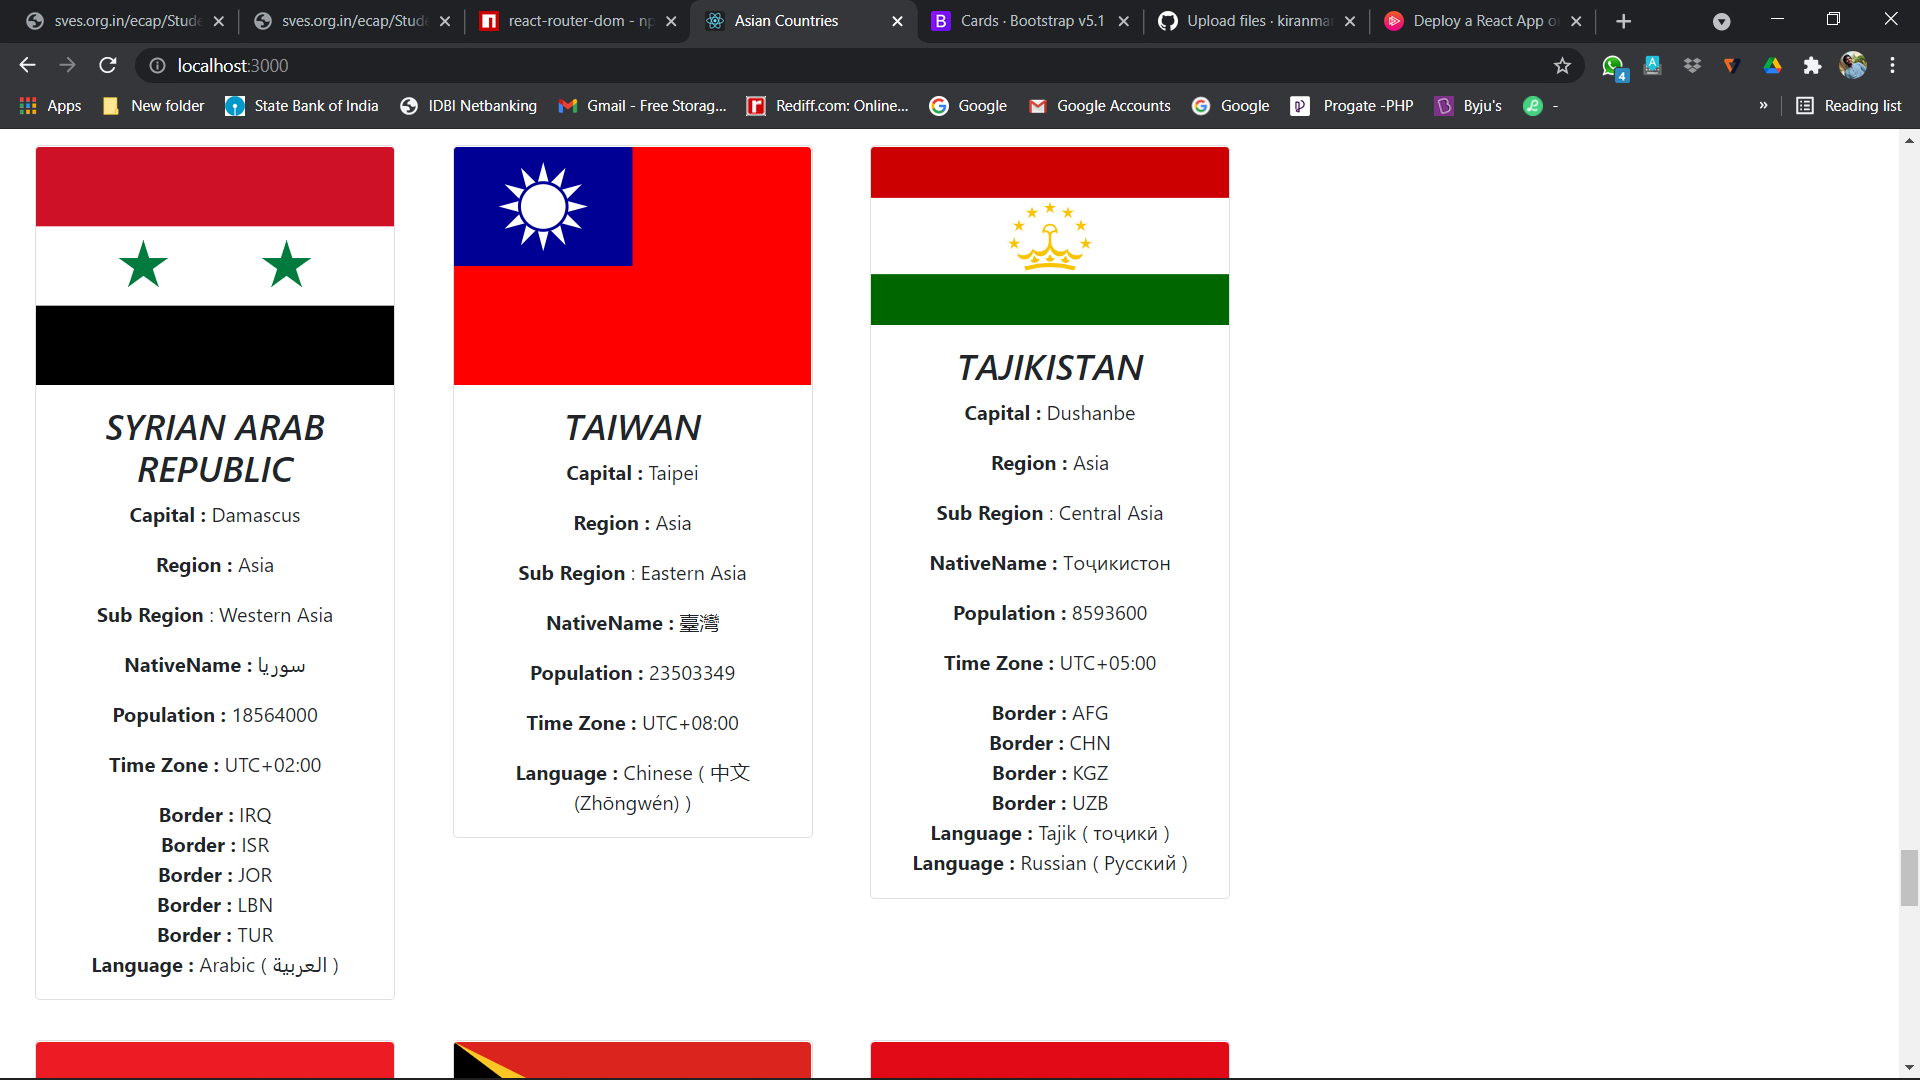 sves.org.in/ecap/Stude
sves.org.in/ecap/Stude
react-router-dom - np
Asian Countries
Cards · Bootstrap v5.1
Upload files · kiranmar
Deploy a React App o
localhost:3000
4
Apps
New folder
State Bank of India
IDBI Netbanking
Gmail - Free Storag...
Rediff.com: Online...
Google
Google Accounts
Google
Progate -PHP
Byju's
-
»
Reading list
SYRIAN ARAB
REPUBLIC
Capital : Damascus
Region : Asia
Sub Region : Western Asia
NativeName : سوريا
Population : 18564000
Time Zone : UTC+02:00
Border : IRQ
Border : ISR
Border : JOR
Border : LBN
Border : TUR
Language : Arabic ( العربية )
TAIWAN
Capital : Taipei
Region : Asia
Sub Region : Eastern Asia
NativeName : 臺灣
Population : 23503349
Time Zone : UTC+08:00
Language : Chinese ( 中文
(Zhōngwén) )
TAJIKISTAN
Capital : Dushanbe
Region : Asia
Sub Region : Central Asia
NativeName : Тоҷикистон
Population : 8593600
Time Zone : UTC+05:00
Border : AFG
Border : CHN
Border : KGZ
Border : UZB
Language : Tajik ( тоҷикӣ )
Language : Russian ( Русский )